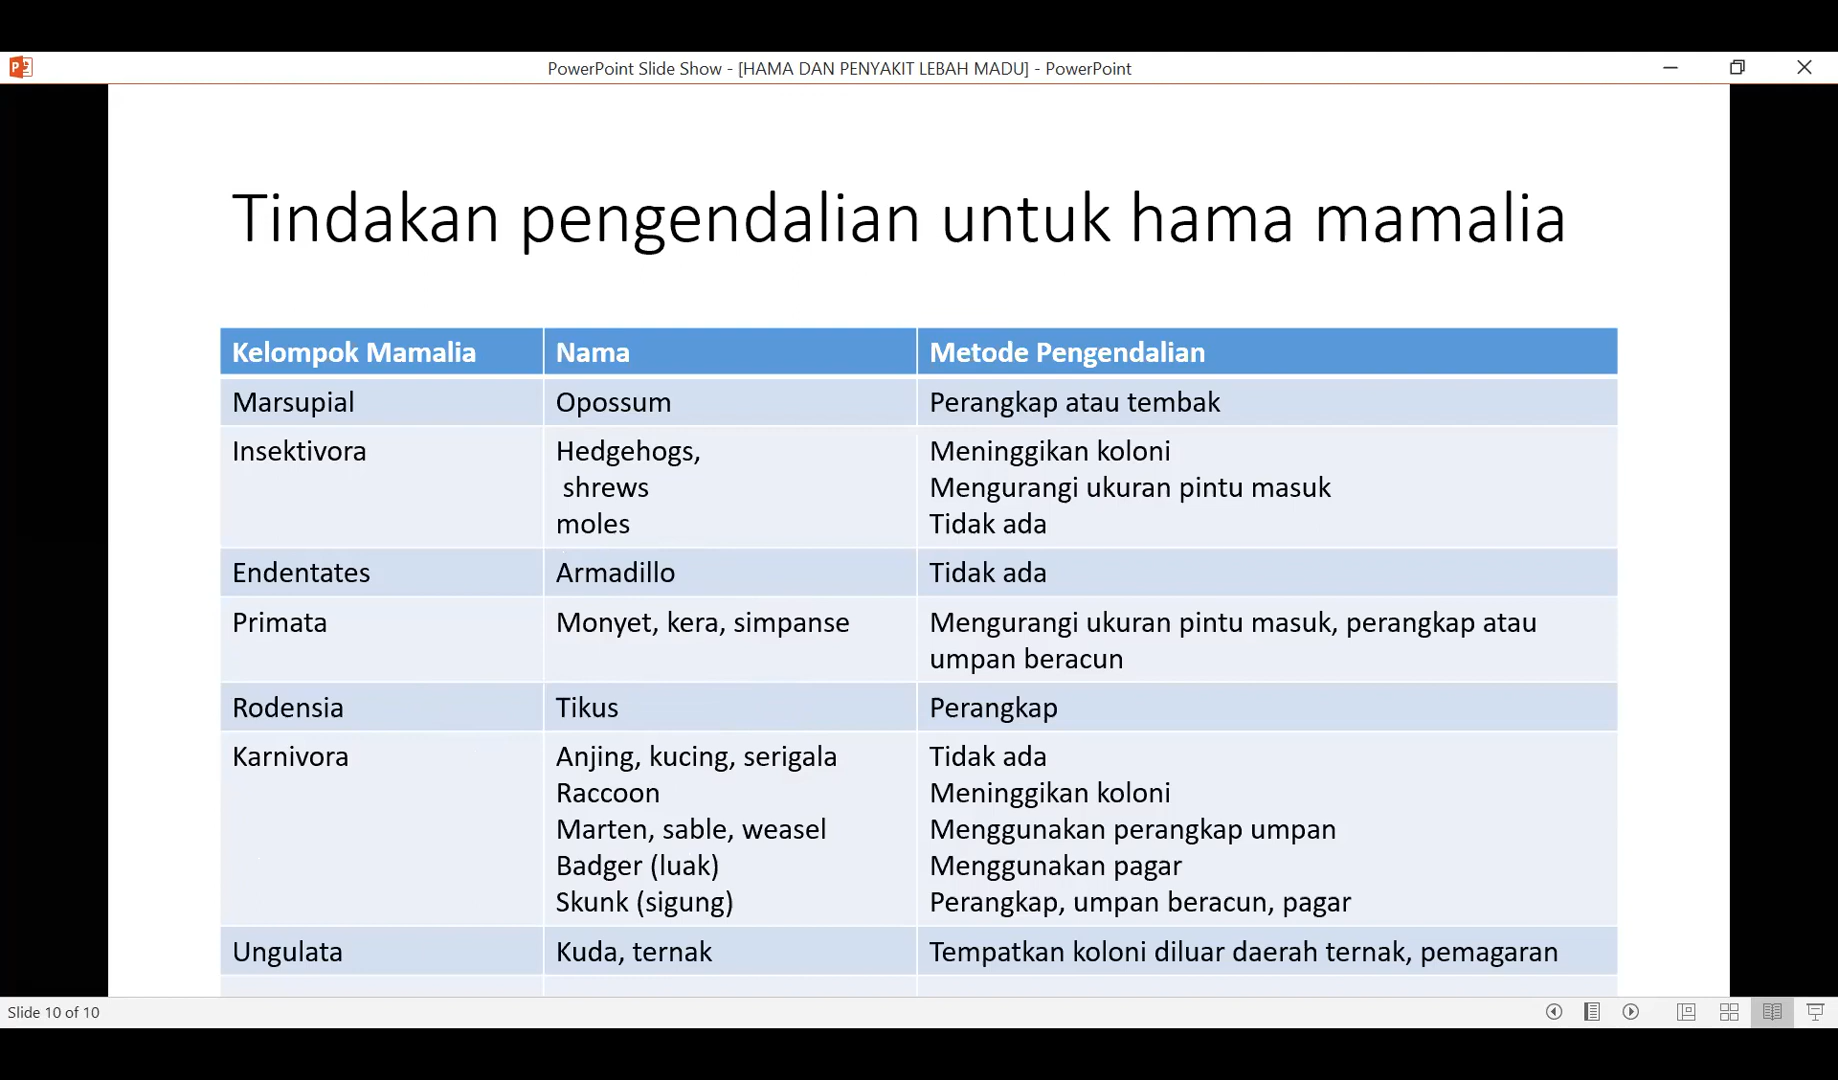 PowerPoint Slide Show - [HAMA DAN PENYAKIT LEBAH MADU] - PowerPoint
Tindakan pengendalian untuk hama mamalia
Kelompok Mamalia Nama Metode Pengendalian
Marsupial Opossum Perangkap atau tembak
Insektivora Hedgehogs, Meninggikan koloni
shrews Mengurangi ukuran pintu masuk
moles Tidak ada
Endentates Armadillo Tidak ada
Primata Monyet, kera, simpanse Mengurangi ukuran pintu masuk, perangkap atau
umpan beracun
Rodensia Tikus Perangkap
Karnivora Anjing, kucing, serigala Tidak ada
Raccoon Meninggikan koloni
Marten, sable, weasel Menggunakan perangkap umpan
Badger (luak) Menggunakan pagar
Skunk (sigung) Perangkap, umpan beracun, pagar
Ungulata Kuda, ternak Tempatkan koloni diluar daerah ternak, pemagaran
Slide 10 of 10